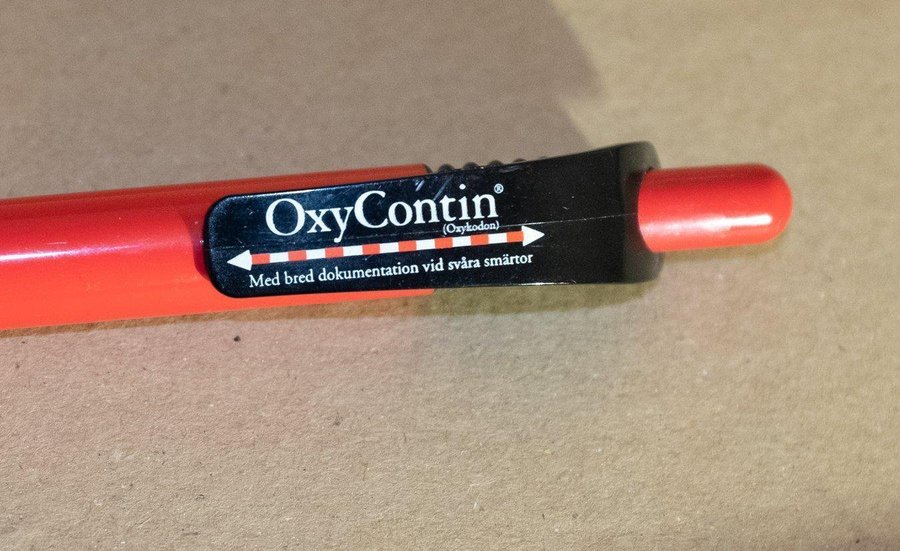 OxyContin®
(Oxykodon)
Med bred dokumentation vid svåra smärtor